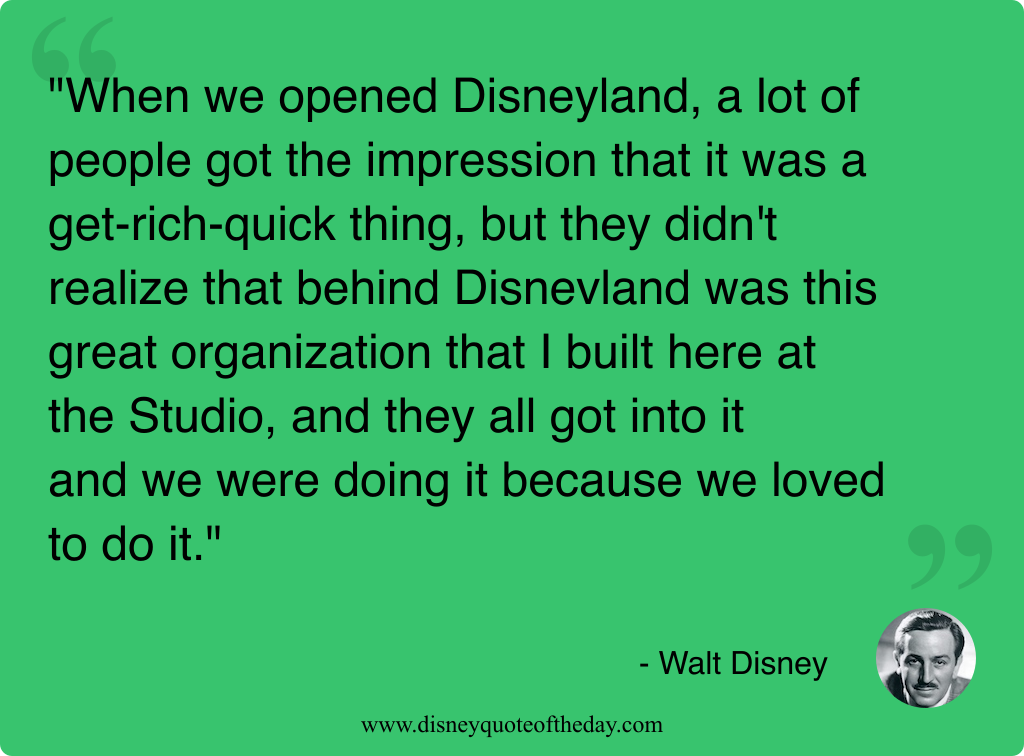 "When we opened Disneyland, a lot of
people got the impression that it was a
get-rich-quick thing, but they didn't
realize that behind Disnevland was this
great organization that I built here at
the Studio, and they all got into it
and we were doing it because we loved
to do it."
- Walt Disney
www.disneyquoteoftheday.com